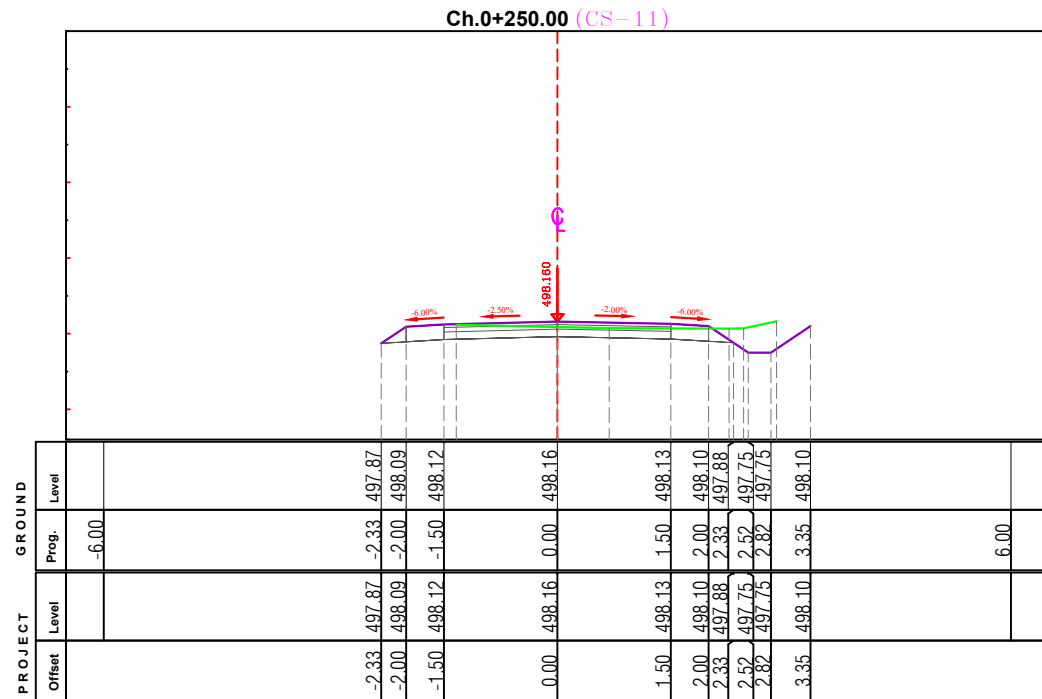 Ch.0+250.00 (CS-11)
℄
498.160
-6.00% -2.50% -2.00% -6.00%
GROUND
Level 497.87 498.09 498.12 498.16 498.13 498.10 497.88 497.75 497.75 498.10
Prog. -6.00 -2.33 -2.00 -1.50 0.00 1.50 2.00 2.33 2.52 2.82 3.35 6.00
PROJECT
Level 497.87 498.09 498.12 498.16 498.13 498.10 497.88 497.75 497.75 498.10
Offset -2.33 -2.00 -1.50 0.00 1.50 2.00 2.33 2.52 2.82 3.35